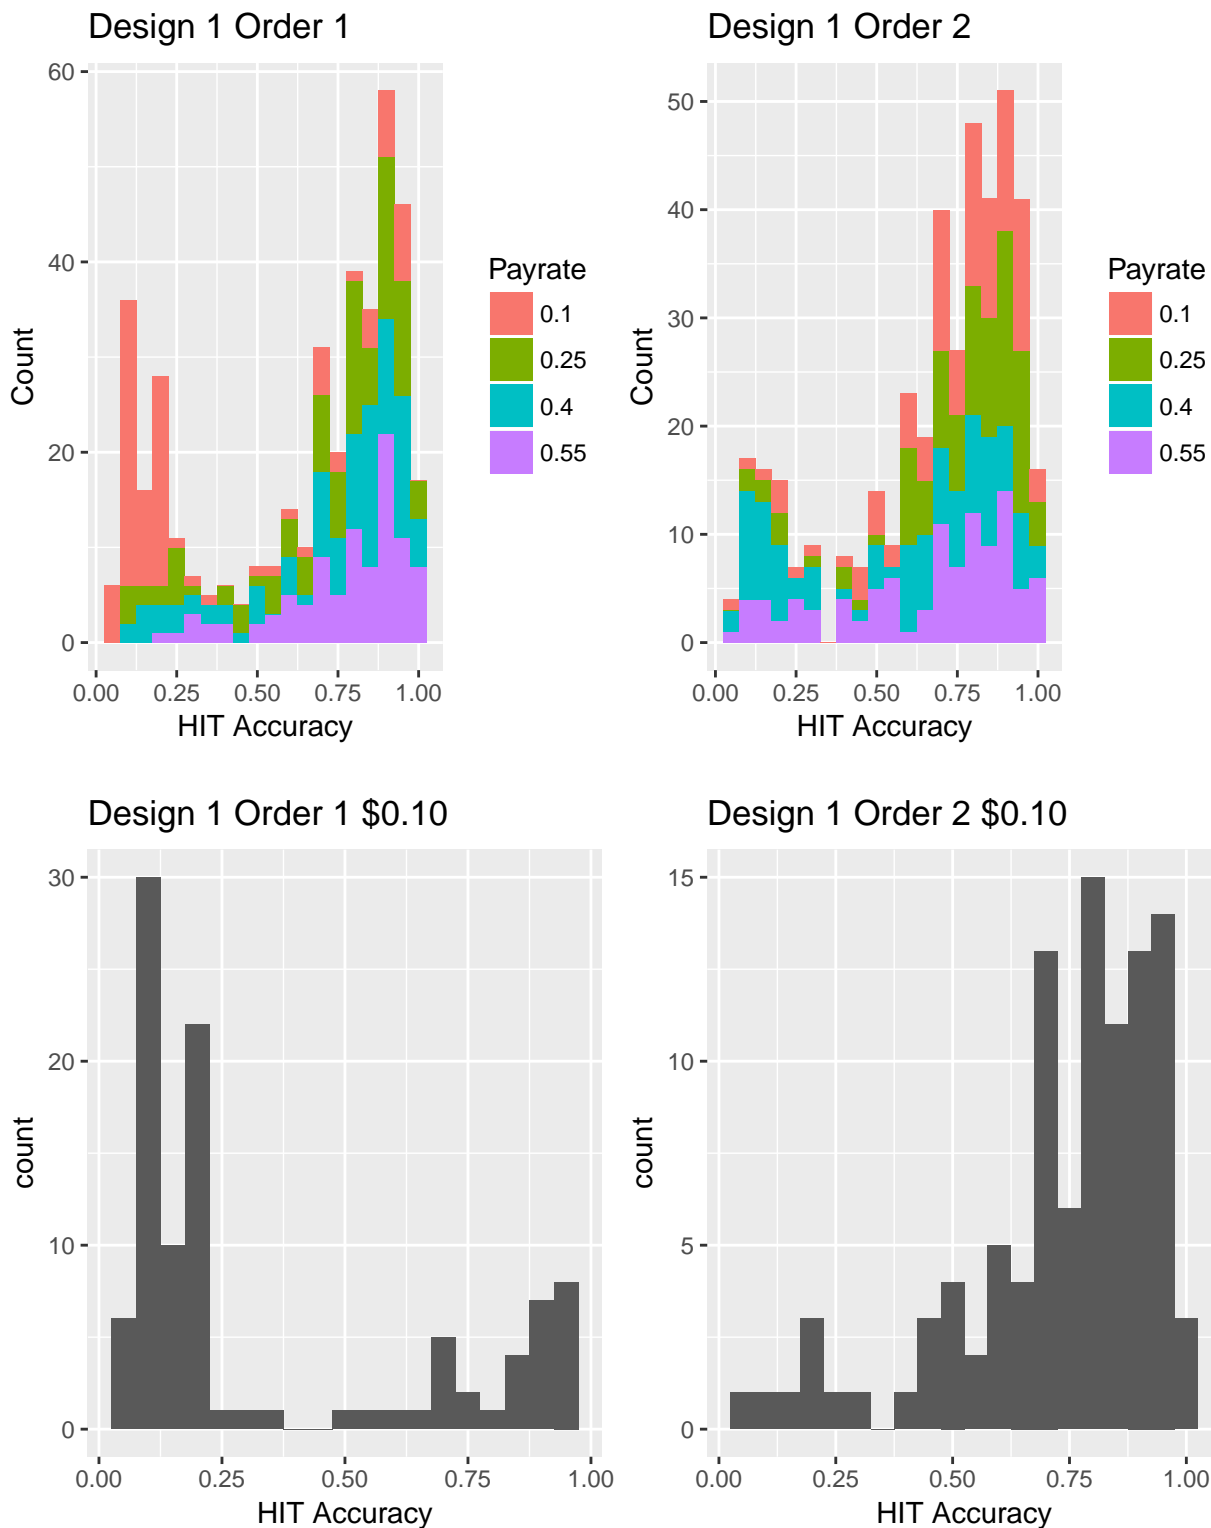 Design 1 Order 1
60
40
20
0
Count
0.00 0.25 0.50 0.75 1.00
HIT Accuracy
Payrate
0.1
0.25
0.4
0.55
Design 1 Order 2
50
40
30
20
10
0
Count
0.00 0.25 0.50 0.75 1.00
HIT Accuracy
Payrate
0.1
0.25
0.4
0.55
Design 1 Order 1 $0.10
30
20
10
0
count
0.00 0.25 0.50 0.75 1.00
HIT Accuracy
Design 1 Order 2 $0.10
15
10
5
0
count
0.00 0.25 0.50 0.75 1.00
HIT Accuracy